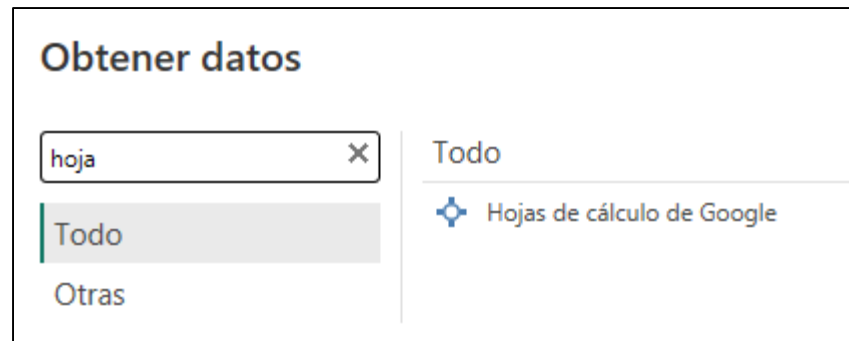 Obtener datos
hoja
Todo
Otras
Todo
Hojas de cálculo de Google